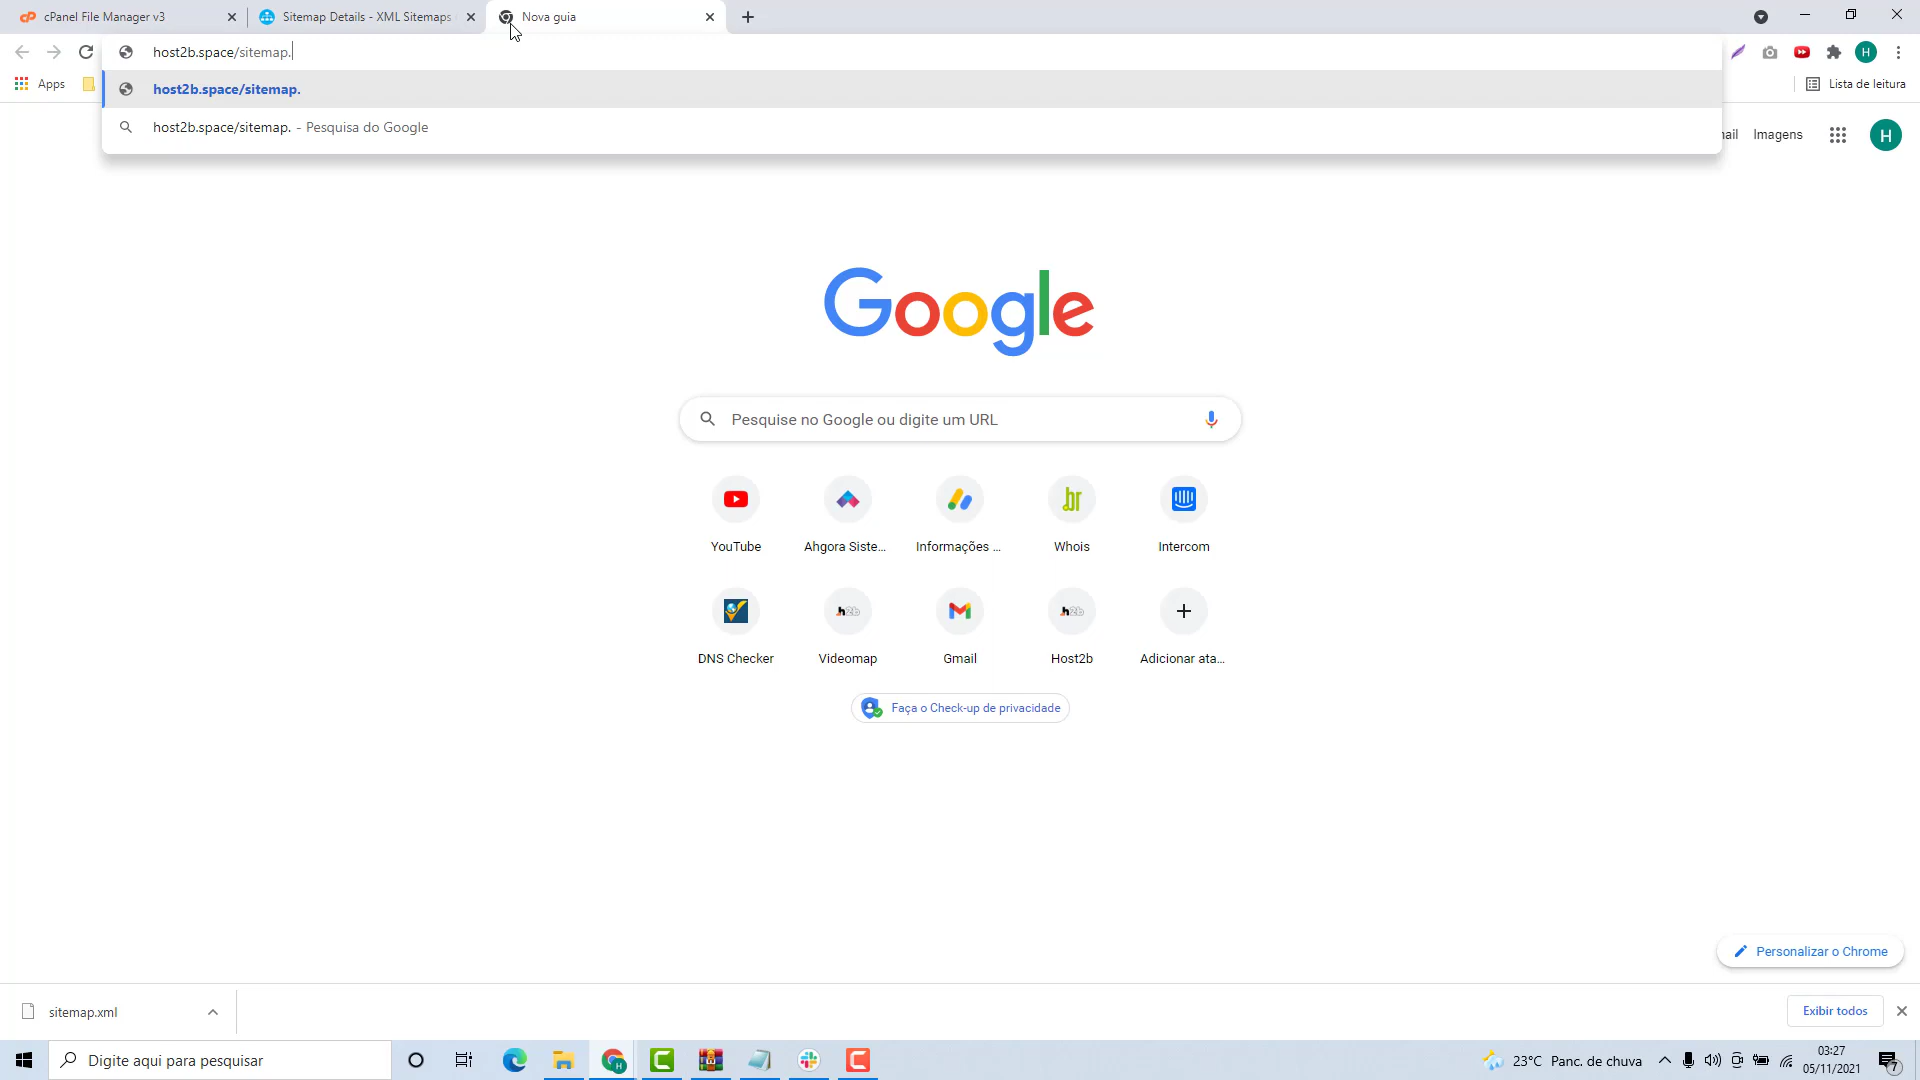 cPanel File Manager v3
Sitemap Details - XML Sitemaps
Nova guia
host2b.space/sitemap.
Apps
host2b.space/sitemap.
host2b.space/sitemap. - Pesquisa do Google
Lista de leitura
Imagens
H
Google
Pesquise no Google ou digite um URL
YouTube
Ahgora Siste...
Informações ...
Whois
Intercom
DNS Checker
Videomap
Gmail
Host2b
Adicionar ata...
Faça o Check-up de privacidade
Personalizar o Chrome
sitemap.xml
Exibir todos
Digite aqui para pesquisar
23°C Panc. de chuva
03:27
05/11/2021
7